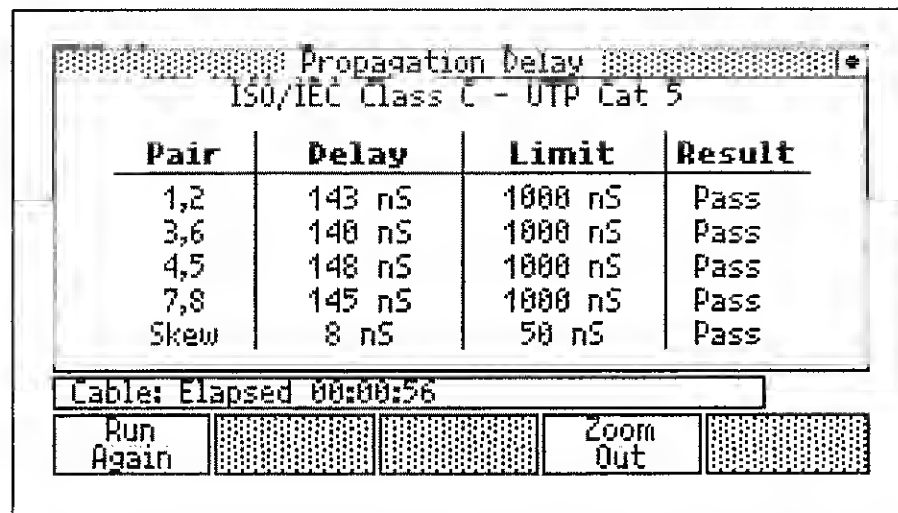 Propagation Delay
ISO/IEC Class C - UTP Cat 5
Pair Delay Limit Result
1,2 143 nS 1000 nS Pass
3,6 140 nS 1000 nS Pass
4,5 148 nS 1000 nS Pass
7,8 145 nS 1000 nS Pass
Skew 8 nS 50 nS Pass
Cable: Elapsed 00:00:56
Run Again
Zoom Out